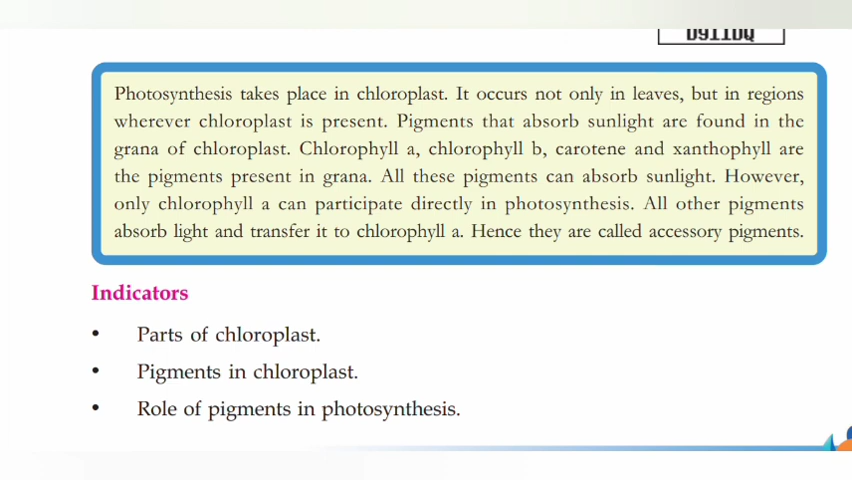 Photosynthesis takes place in chloroplast. It occurs not only in leaves, but in regions
wherever chloroplast is present. Pigments that absorb sunlight are found in the
grana of chloroplast. Chlorophyll a, chlorophyll b, carotene and xanthophyll are
the pigments present in grana. All these pigments can absorb sunlight. However,
only chlorophyll a can participate directly in photosynthesis. All other pigments
absorb light and transfer it to chlorophyll a. Hence they are called accessory pigments.
Indicators
• Parts of chloroplast.
• Pigments in chloroplast.
• Role of pigments in photosynthesis.